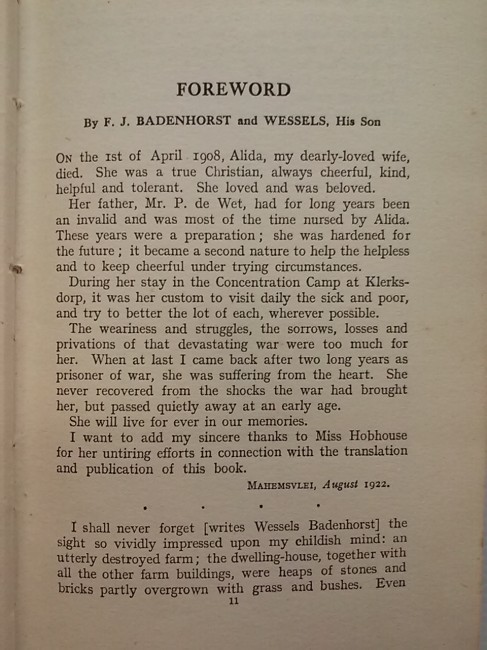 FOREWORD
By F. J. BADENHORST and WESSELS, His Son
ON the 1st of April 1908, Alida, my dearly-loved wife,
died. She was a true Christian, always cheerful, kind,
helpful and tolerant. She loved and was beloved.
Her father, Mr. P. de Wet, had for long years been
an invalid and was most of the time nursed by Alida.
These years were a preparation ; she was hardened for
the future ; it became a second nature to help the helpless
and to keep cheerful under trying circumstances.
During her stay in the Concentration Camp at Klerks-
dorp, it was her custom to visit daily the sick and poor,
and try to better the lot of each, wherever possible.
The weariness and struggles, the sorrows, losses and
privations of that devastating war were too much for
her. When at last I came back after two long years as
prisoner of war, she was suffering from the heart. She
never recovered from the shocks the war had brought
her, but passed quietly away at an early age.
She will live for ever in our memories.
I want to add my sincere thanks to Miss Hobhouse
for her untiring efforts in connection with the translation
and publication of this book.
MAHEMSVLEI, August 1922.
. . . .
I shall never forget [writes Wessels Badenhorst] the
sight so vividly impressed upon my childish mind: an
utterly destroyed farm ; the dwelling-house, together with
all the other farm buildings, were heaps of stones and
bricks partly overgrown with grass and bushes. Even
11